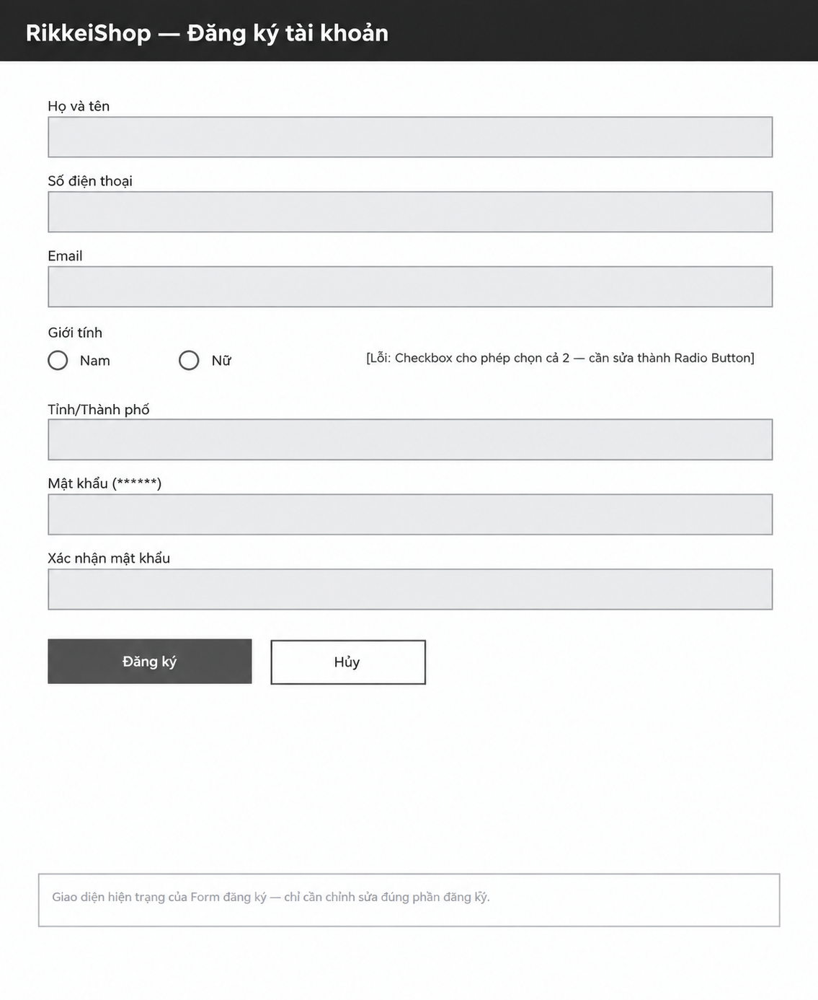 RikkeiShop — Đăng ký tài khoản
Họ và tên
Số điện thoại
Email
Giới tính
Nam
Nữ
[Lỗi: Checkbox cho phép chọn cả 2 — cần sửa thành Radio Button]
Tỉnh/Thành phố
Mật khẩu (******)
Xác nhận mật khẩu
Đăng ký
Hủy
Giao diện hiện trạng của Form đăng ký — chỉ cần chỉnh sửa đúng phần đăng ký.